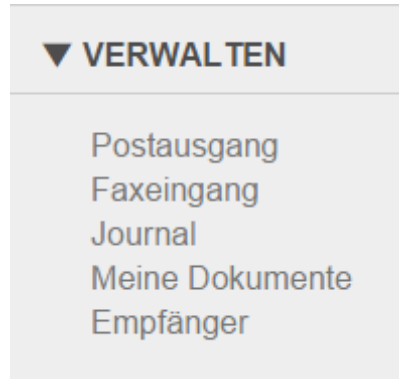 VERWALTEN
Postausgang
Faxeingang
Journal
Meine Dokumente
Empfänger